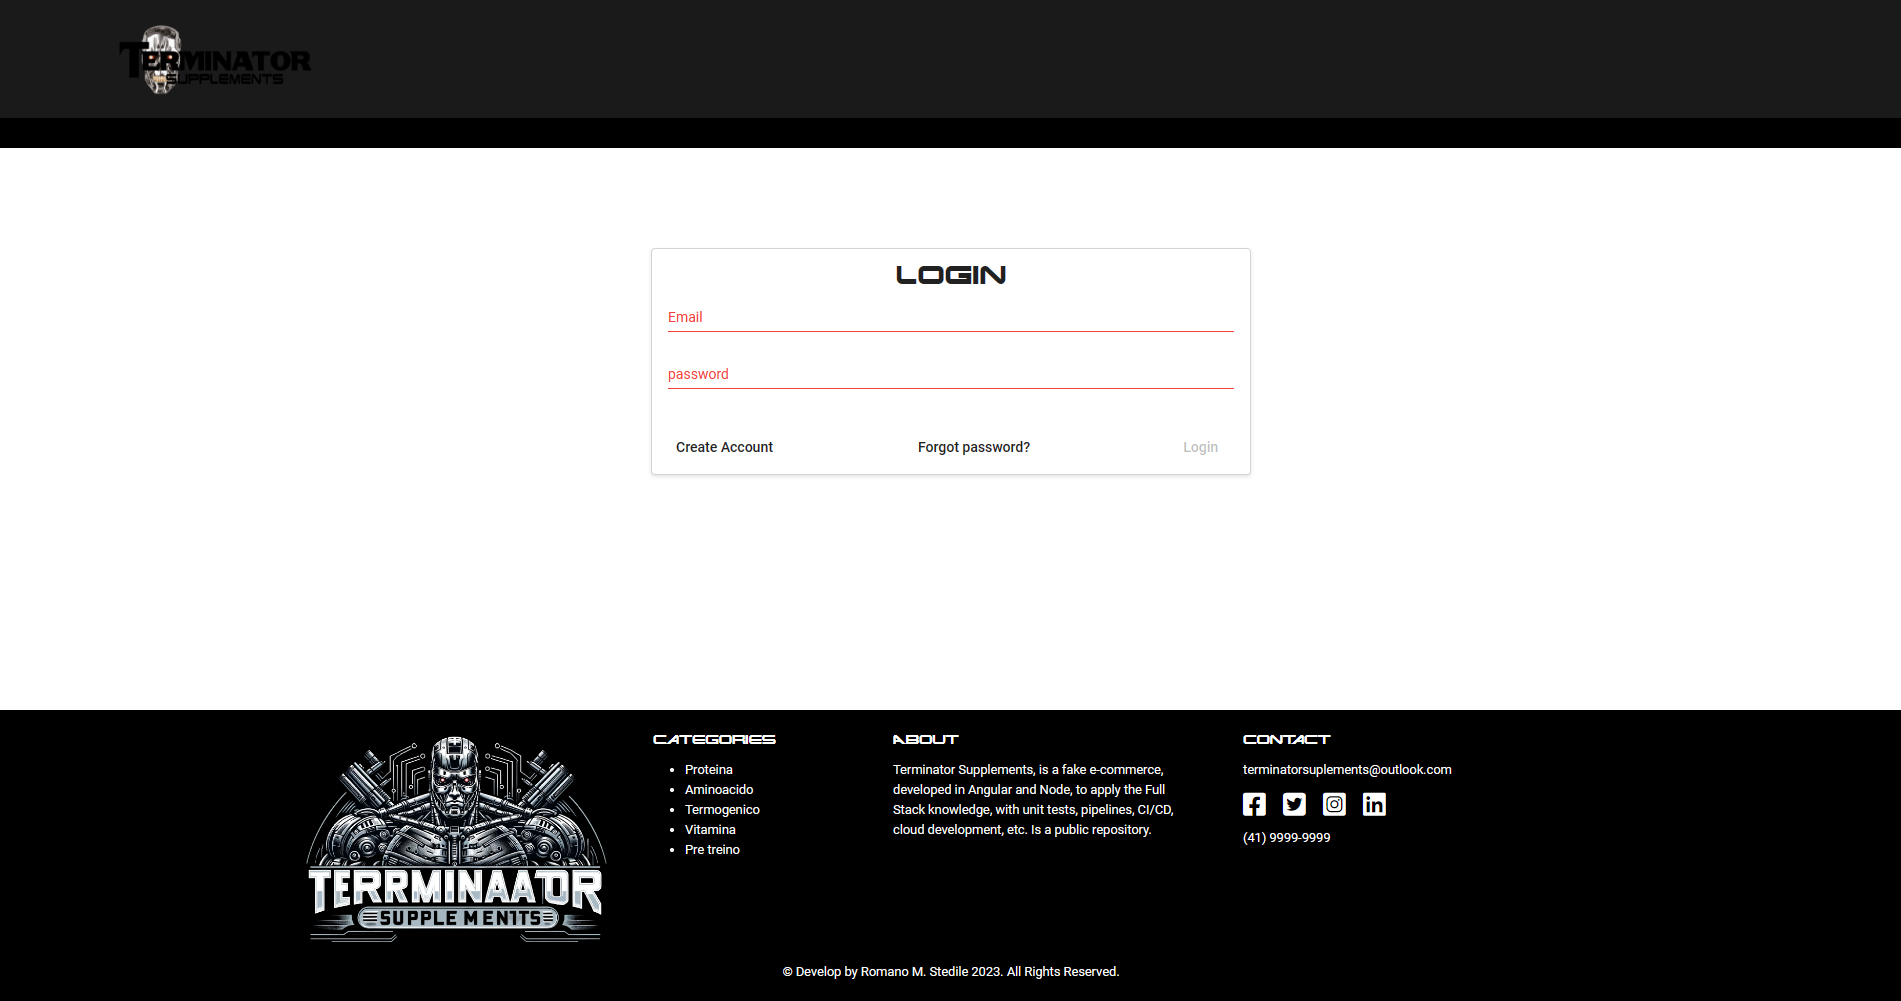 TERMINATOR
SUPPLEMENTS
LOGIN
Email
password
Create Account
Forgot password?
Login
TERRMINAATOR
SUPPLEMEN1TS
CATEGORIES
Proteina
Aminoacido
Termogenico
Vitamina
Pre treino
ABOUT
Terminator Supplements, is a fake e-commerce,
developed in Angular and Node, to apply the Full
Stack knowledge, with unit tests, pipelines, CI/CD,
cloud development, etc. Is a public repository.
CONTACT
terminatorsuplements@outlook.com
(41) 9999-9999
© Develop by Romano M. Stedile 2023. All Rights Reserved.